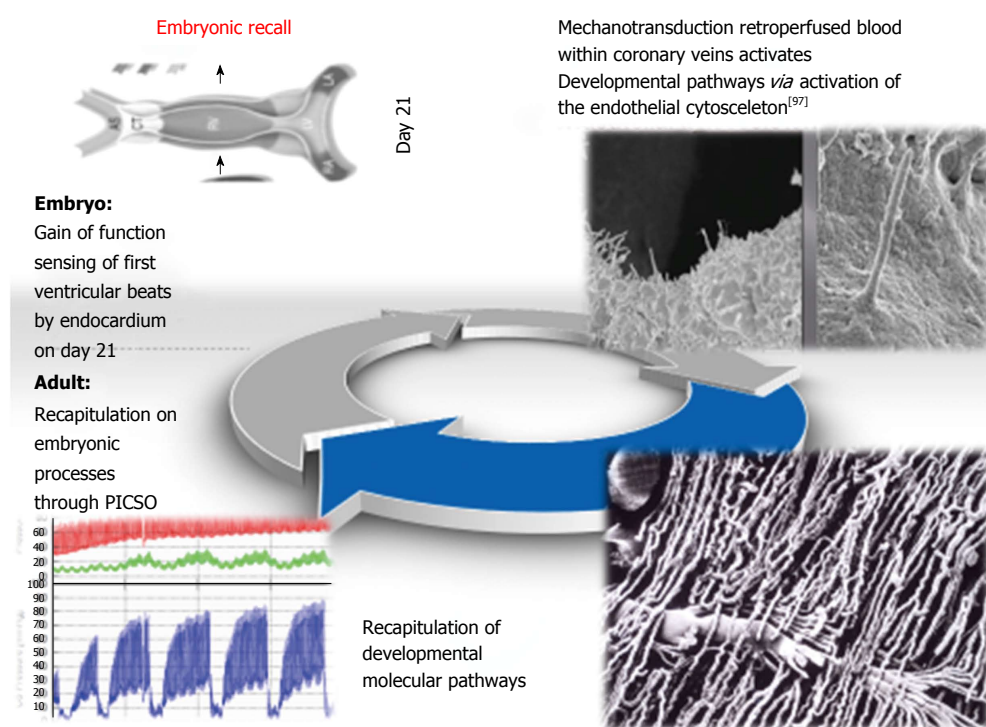 Embryonic recall
Mechanotransduction retroperfused blood
within coronary veins activates
Developmental pathways via activation of
the endothelial cytosceleton[97]
Day 21
AS
CT
Embryo:
Gain of function
sensing of first
ventricular beats
by endocardium
on day 21
Adult:
Recapitulation on
embryonic
processes
through PICSO
60
40
20
0
100
90
80
70
60
50
40
30
20
10
Recapitulation of
developmental
molecular pathways